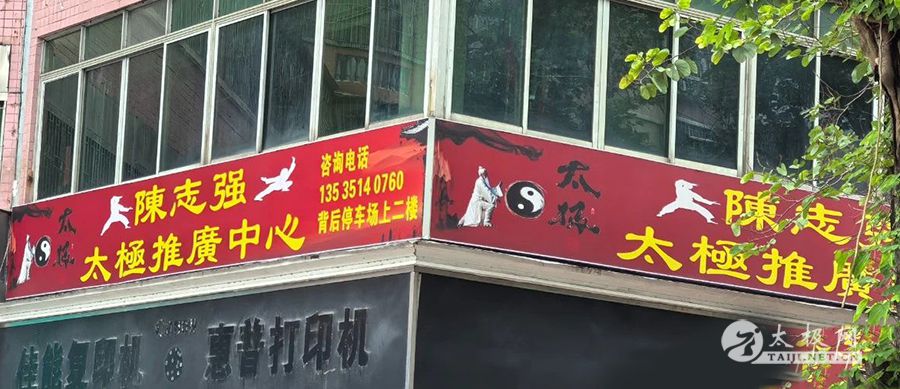 陳志强
太極推廣中心
咨询电话
135 3514 0760
背后停车场上二楼
太極
太極
陳志
太極推廣
佳能复印机
惠普打印机
太极网
TAIJI.NET.CN